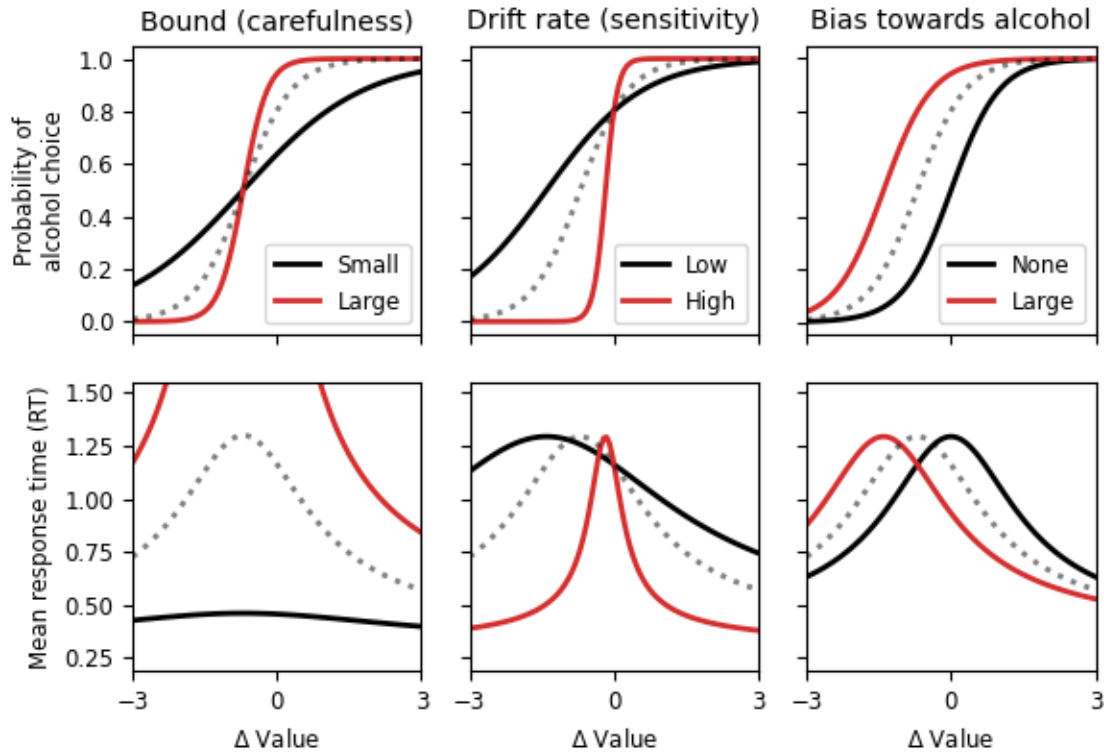 Bound (carefulness)
Drift rate (sensitivity)
Bias towards alcohol
Probability of
alcohol choice
1.0
0.8
0.6
0.4
0.2
0.0
Small
Large
Low
High
None
Large
Mean response time (RT)
1.50
1.25
1.00
0.75
0.50
0.25
−3
0
3
−3
0
3
−3
0
3
Δ Value
Δ Value
Δ Value